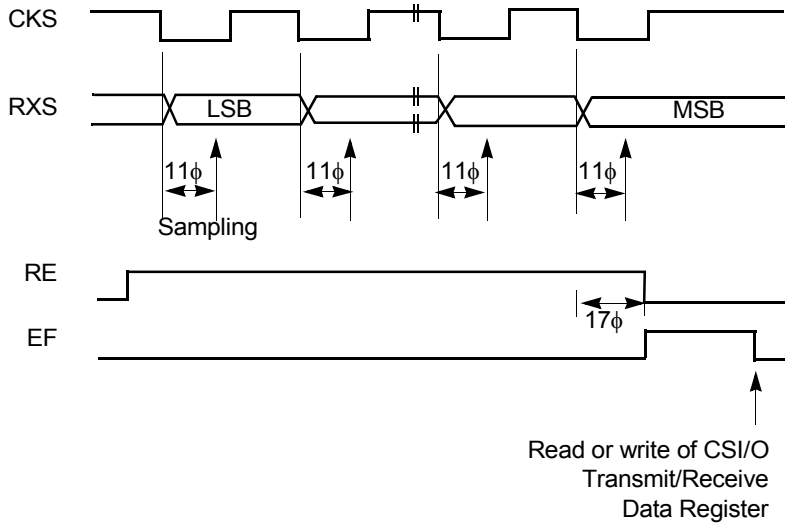 CKS
RXS
LSB
MSB
11ϕ
11ϕ
11ϕ
11ϕ
Sampling
RE
17ϕ
EF
Read or write of CSI/O
Transmit/Receive
Data Register